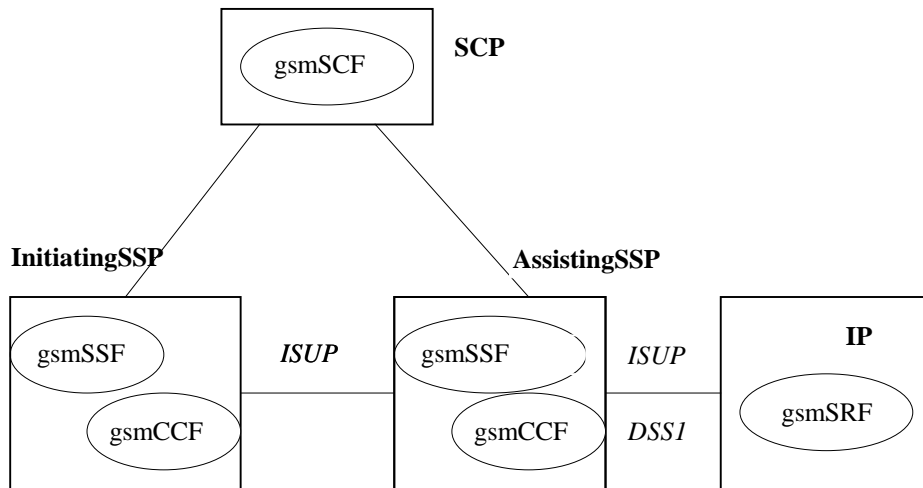 SCP
gsmSCF
InitiatingSSP
AssistingSSP
gsmSSF
ISUP
gsmSSF
ISUP
IP
gsmCCF
gsmCCF
DSS1
gsmSRF